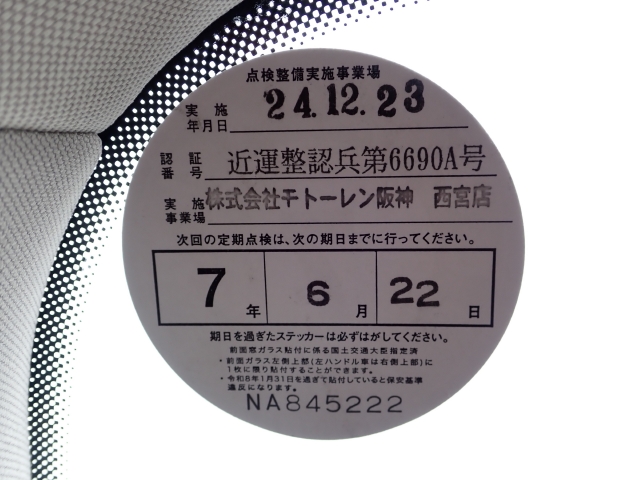 点検整備実施事業場
実施年月日 '24.12.23
認証番号 近運整認兵第6690A号
実施事業場 株式会社モトーレン阪神 西宮店
次回の定期点検は、次の期日までに行ってください。
7年 6月 22日
期日を過ぎたステッカーは必ずはがしてください。
前面窓ガラス貼付に係る国土交通大臣指定済
・前面ガラス左側上部(左ハンドル車は右側上部)に
1枚に限り貼付することができます。
・令和8年1月31日を過ぎて貼付していると保安基準
違反になります。
NA845222